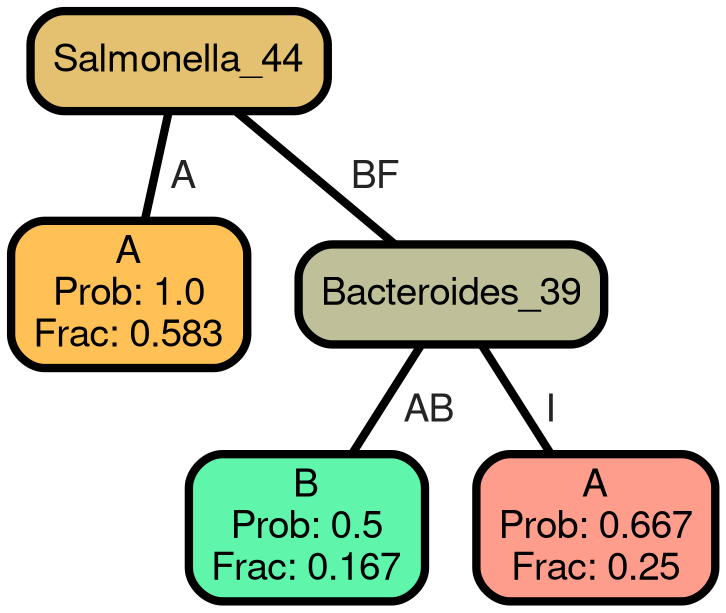 Salmonella_44
A
BF
A
Prob: 1.0
Frac: 0.583
Bacteroides_39
AB
I
B
Prob: 0.5
Frac: 0.167
A
Prob: 0.667
Frac: 0.25